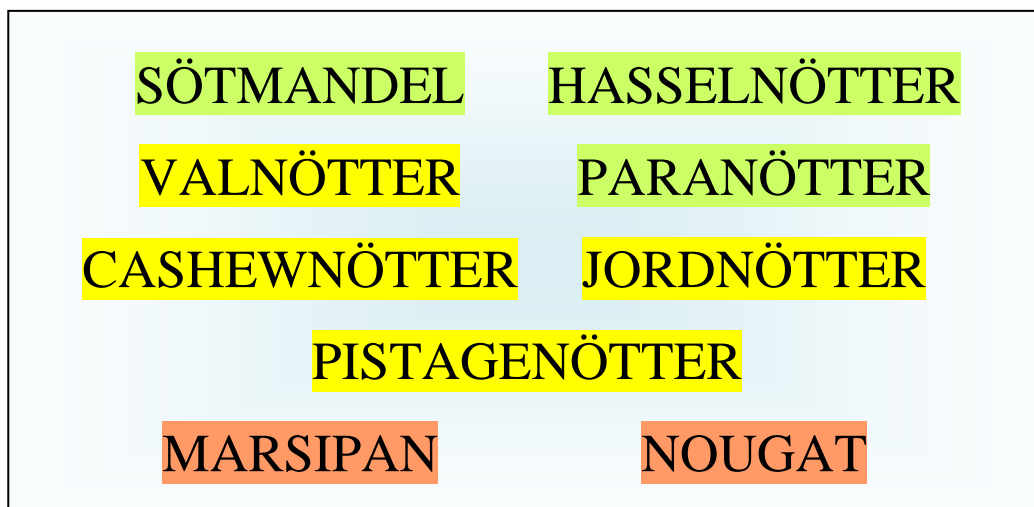 SÖTMANDEL HASSELNÖTTER
VALNÖTTER PARANÖTTER
CASHEWNÖTTER JORDNÖTTER
PISTAGENÖTTER
MARSIPAN NOUGAT